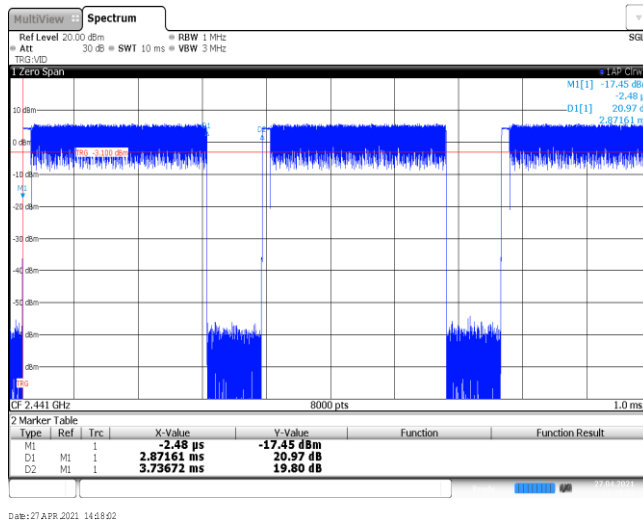 MultiView Spectrum
Ref Level 20.00 dBm RBW 1 MHz SGL
Att 30 dB SWT 10 ms VBW 3 MHz
TRG:VID
1 Zero Span 1AP Clrw
M1[1] -17.45 dBm
-2.48 µs
D1[1] 20.97 dB
2.87161 ms
10 dBm
0 dBm
TRG -3.100 dBm
-10 dBm
M1
-20 dBm
-30 dBm
-40 dBm
-50 dBm
TRG
CF 2.441 GHz 8000 pts 1.0 ms
2 Marker Table
Type Ref Trc X-Value Y-Value Function Function Result
M1 1 -2.48 µs -17.45 dBm
D1 M1 1 2.87161 ms 20.97 dB
D2 M1 1 3.73672 ms 19.80 dB
27.04.2021
Date: 27.APR.2021 14:18:02